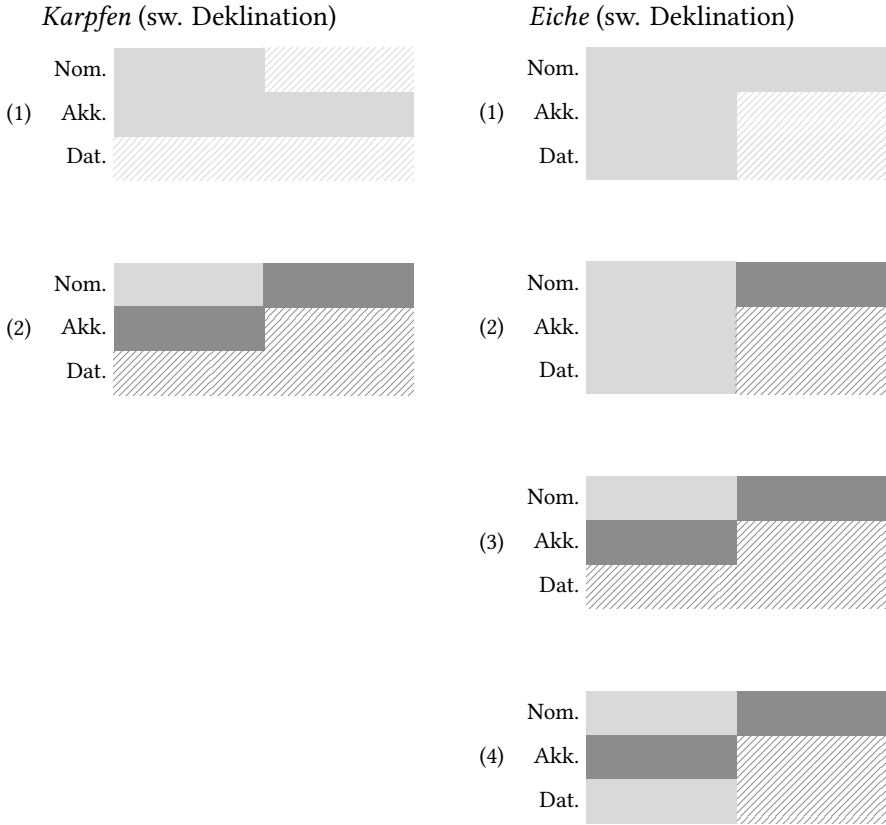 Karpfen (sw. Deklination)
Nom.
(1) Akk.
Dat.
Nom.
(2) Akk.
Dat.
Eiche (sw. Deklination)
Nom.
(1) Akk.
Dat.
Nom.
(2) Akk.
Dat.
Nom.
(3) Akk.
Dat.
Nom.
(4) Akk.
Dat.